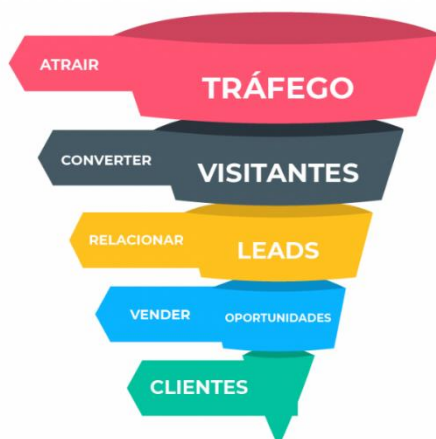 ATRAIR
TRÁFEGO
CONVERTER
VISITANTES
RELACIONAR
LEADS
VENDER
OPORTUNIDADES
CLIENTES